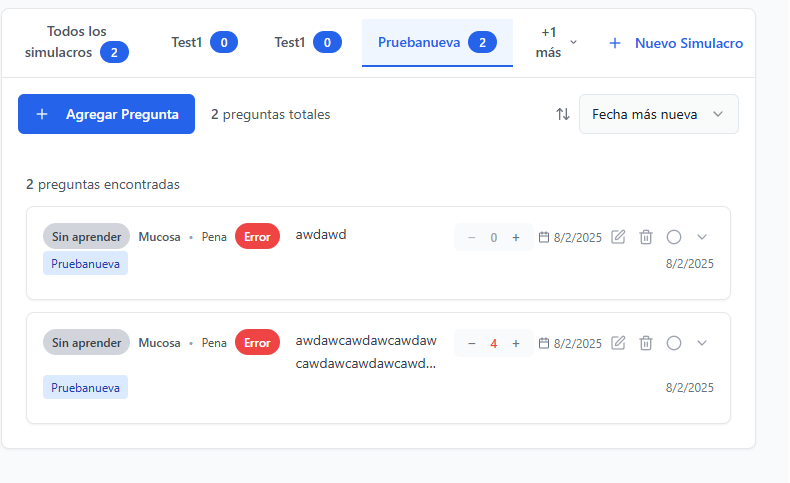 Todos los
simulacros 2
Test1 0
Test1 0
Pruebanueva 2
+1
más
+ Nuevo Simulacro
+ Agregar Pregunta
2 preguntas totales
Fecha más nueva
2 preguntas encontradas
Sin aprender Mucosa • Pena Error awdawd − 0 + 8/2/2025
Pruebanueva 8/2/2025
Sin aprender Mucosa • Pena Error awdawcawdawcawdaw − 4 + 8/2/2025
cawdawcawdawcawd...
Pruebanueva 8/2/2025